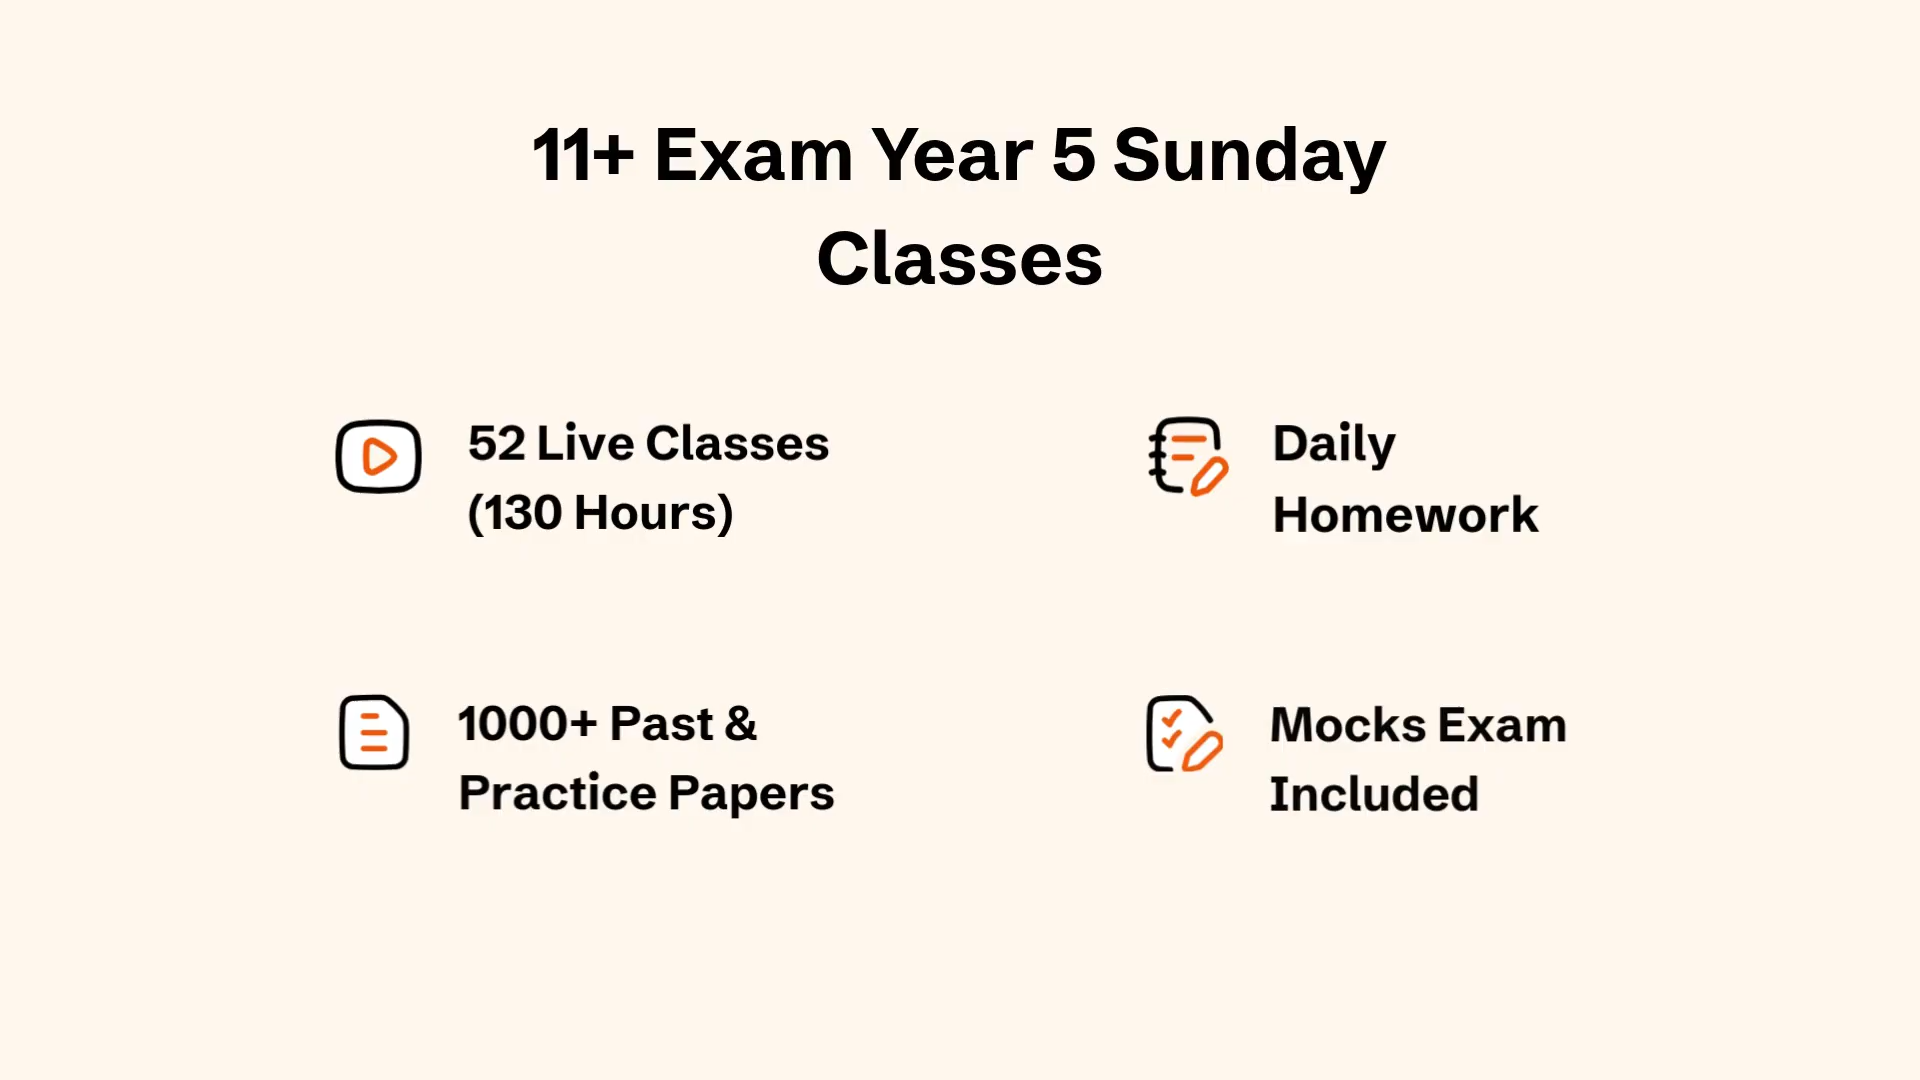 11+ Exam Year 5 Sunday
Classes
52 Live Classes
(130 Hours)
Daily
Homework
1000+ Past &
Practice Papers
Mocks Exam
Included